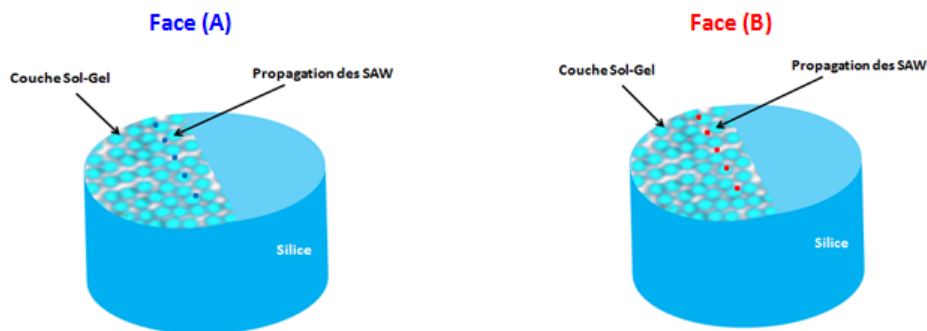 Face (A)
Couche Sol-Gel
Propagation des SAW
Silice
Face (B)
Couche Sol-Gel
Propagation des SAW
Silice